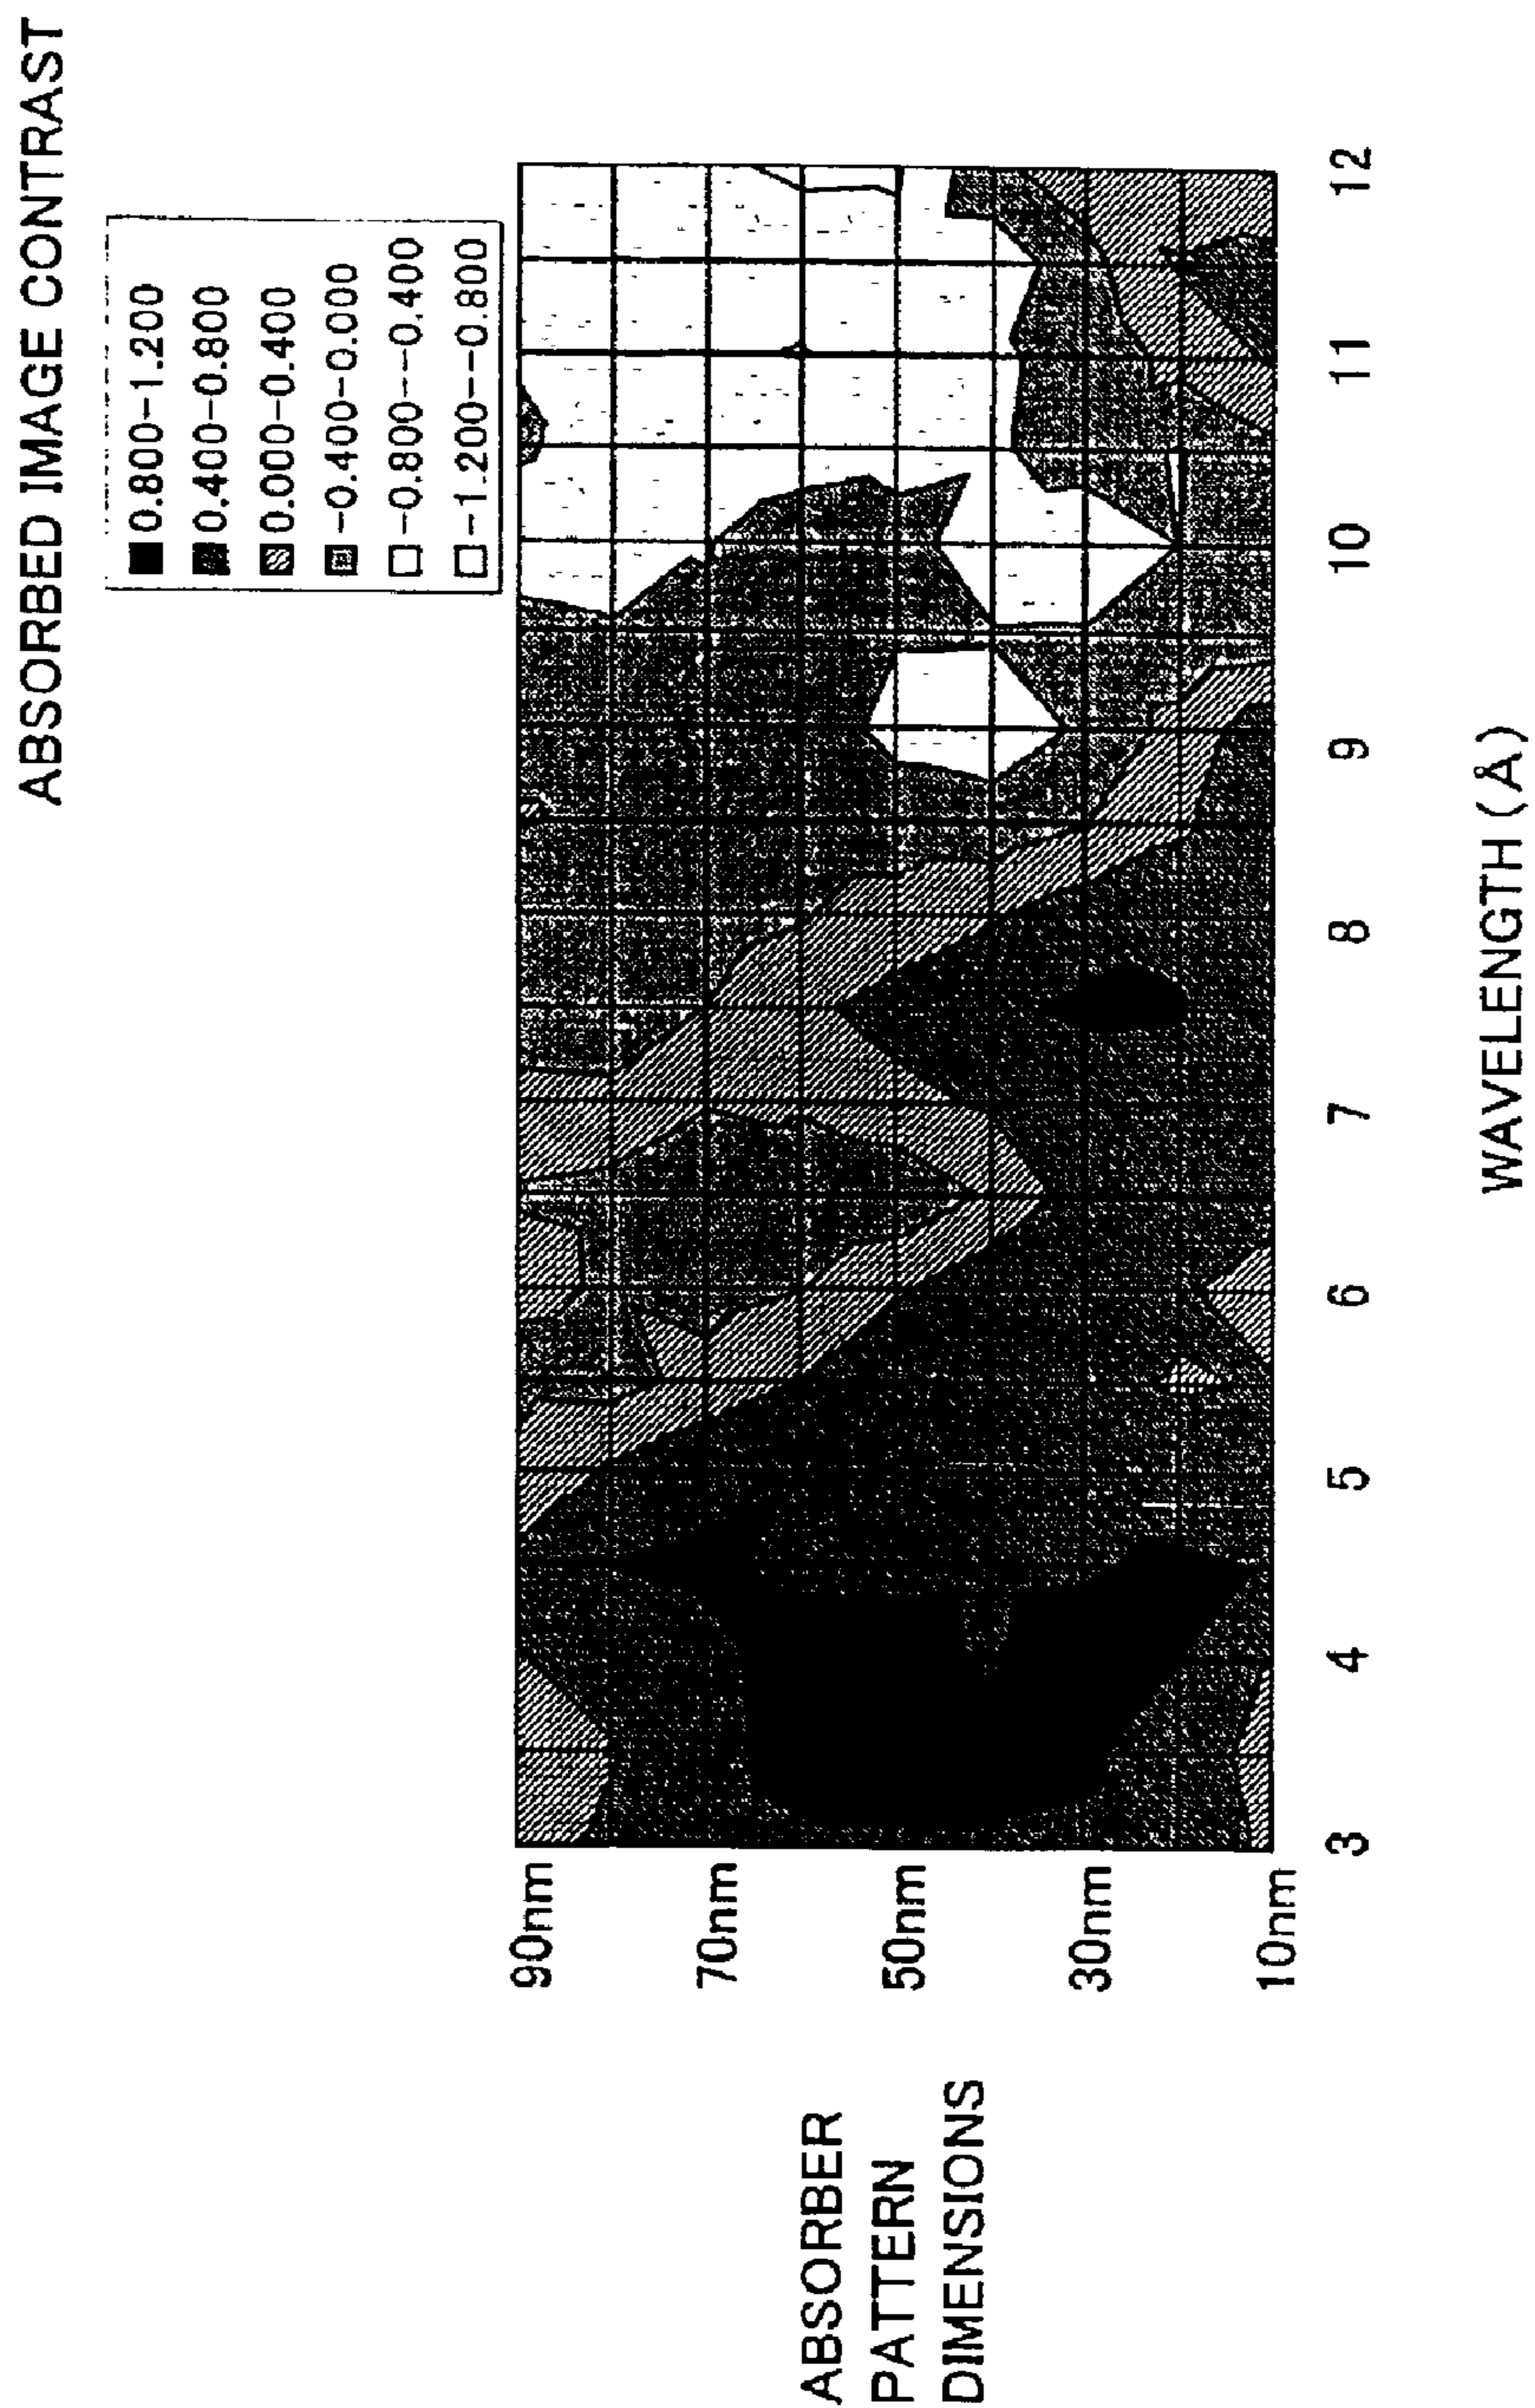 ABSORBED IMAGE CONTRAST
0.800-1.200
0.400-0.800
0.000-0.400
-0.400-0.000
-0.800--0.400
-1.200--0.800
90nm
70nm
50nm
30nm
10nm
3 4 5 6 7 8 9 10 11 12
ABSORBER
PATTERN
DIMENSIONS
WAVELENGTH (Å)